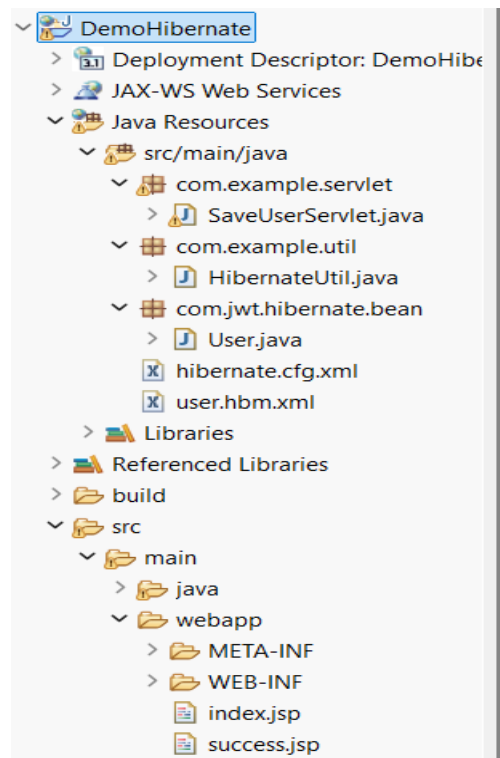 DemoHibernate
3.1 Deployment Descriptor: DemoHibe
JAX-WS Web Services
Java Resources
src/main/java
com.example.servlet
J SaveUserServlet.java
com.example.util
J HibernateUtil.java
com.jwt.hibernate.bean
J User.java
X hibernate.cfg.xml
X user.hbm.xml
Libraries
Referenced Libraries
build
src
main
java
webapp
META-INF
WEB-INF
index.jsp
success.jsp